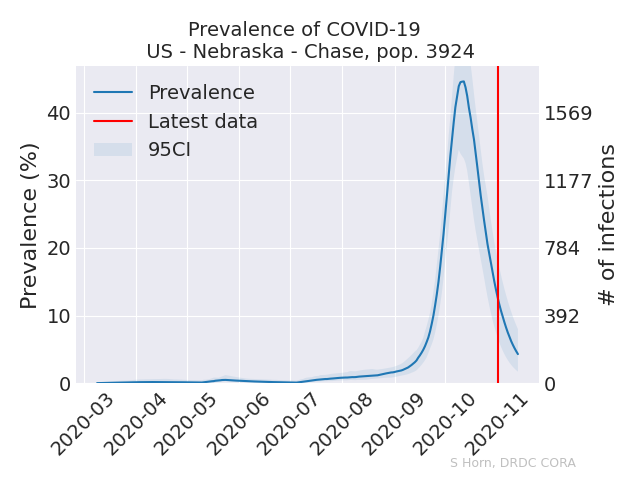 Prevalence of COVID-19
US - Nebraska - Chase, pop. 3924
Prevalence
Latest data
95CI
Prevalence (%)
40
30
20
10
0
1569
1177
784
392
0
# of infections
2020-03
2020-04
2020-05
2020-06
2020-07
2020-08
2020-09
2020-10
2020-11
S Horn, DRDC CORA